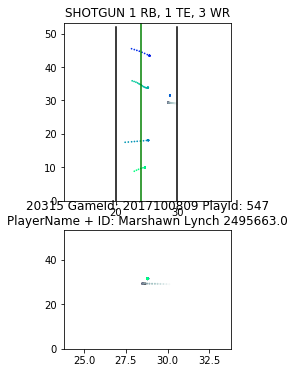 SHOTGUN 1 RB, 1 TE, 3 WR
50
40
30
20
10
0
20 30
20315 GameId: 2017100809 PlayId: 547
PlayerName + ID: Marshawn Lynch 2495663.0
40
20
0
25.0 27.5 30.0 32.5